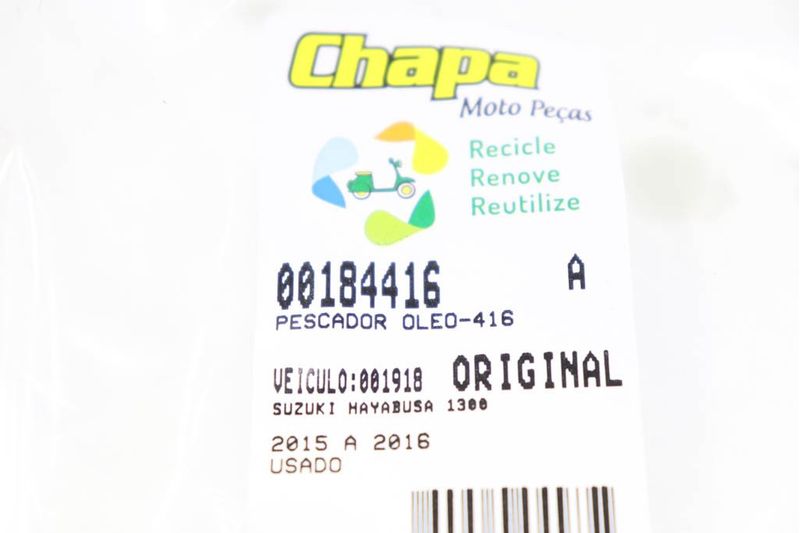 Chapa
Moto Peças
Recicle
Renove
Reutilize
00184416 A
PESCADOR OLEO-416
VEICULO:001918 ORIGINAL
SUZUKI HAYABUSA 1300
2015 A 2016
USADO